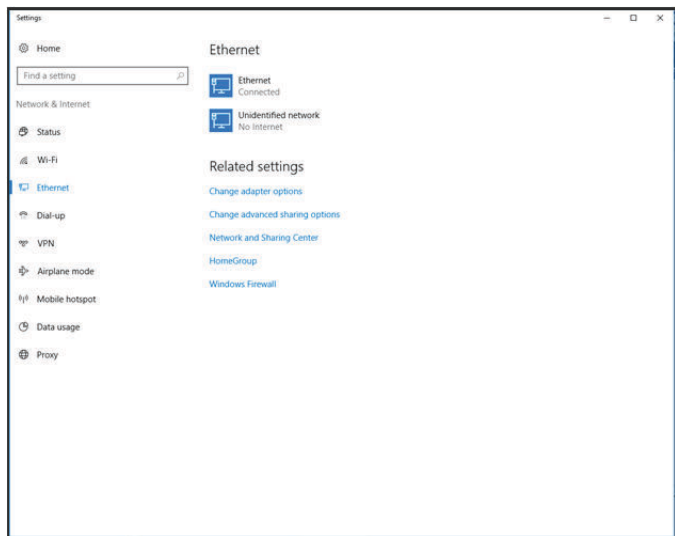 Settings
Home
Find a setting
Network & Internet
Status
Wi-Fi
Ethernet
Dial-up
VPN
Airplane mode
Mobile hotspot
Data usage
Proxy
Ethernet
Ethernet
Connected
Unidentified network
No Internet
Related settings
Change adapter options
Change advanced sharing options
Network and Sharing Center
HomeGroup
Windows Firewall